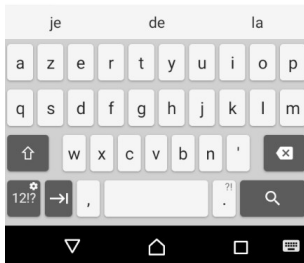 je de la
a z e r t y u i o p
q s d f g h j k l m
w x c v b n '
12!? , ?! .